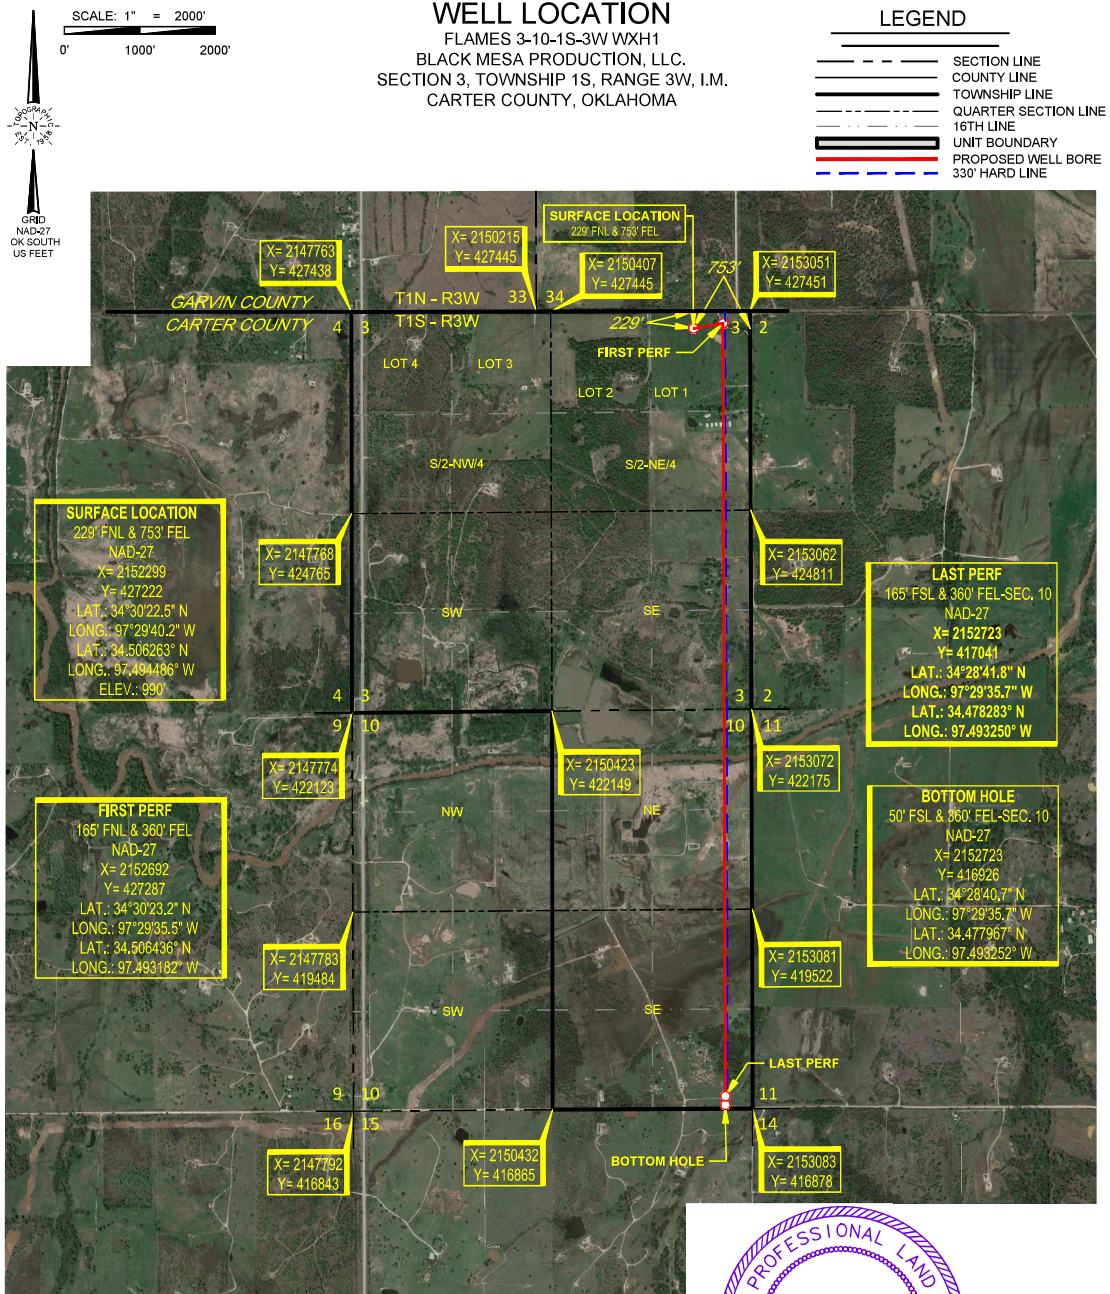 SCALE: 1" = 2000'
0' 1000' 2000'
WELL LOCATION
FLAMES 3-10-1S-3W WXH1
BLACK MESA PRODUCTION, LLC.
SECTION 3, TOWNSHIP 1S, RANGE 3W, I.M.
CARTER COUNTY, OKLAHOMA
LEGEND
SECTION LINE
COUNTY LINE
TOWNSHIP LINE
QUARTER SECTION LINE
16TH LINE
UNIT BOUNDARY
PROPOSED WELL BORE
330' HARD LINE
TOPOGRAPHIC
N
EST. 1958
GRID
NAD-27
OK SOUTH
US FEET
SURFACE LOCATION
229' FNL & 753' FEL
X= 2147763
Y= 427438
X= 2150215
Y= 427445
X= 2150407
Y= 427445
753'
X= 2153051
Y= 427451
GARVIN COUNTY
T1N - R3W
33 34
CARTER COUNTY
4 3
T1S - R3W
229'
3 2
FIRST PERF
LOT 4
LOT 3
LOT 2
LOT 1
S/2-NW/4
S/2-NE/4
SURFACE LOCATION
229' FNL & 753' FEL
NAD-27
X= 2152299
Y= 427222
LAT.: 34°30'22.5" N
LONG.: 97°29'40.2" W
LAT.: 34.506263° N
LONG.: 97.494486° W
ELEV.: 990'
X= 2147768
Y= 424765
X= 2153062
Y= 424811
LAST PERF
165' FSL & 360' FEL-SEC. 10
NAD-27
X= 2152723
Y= 417041
LAT.: 34°28'41.8" N
LONG.: 97°29'35.7" W
LAT.: 34.478283° N
LONG.: 97.493250° W
SW
SE
4 3
3 2
9 10
10 11
X= 2147774
Y= 422123
X= 2150423
Y= 422149
X= 2153072
Y= 422175
FIRST PERF
165' FNL & 360' FEL
NAD-27
X= 2152692
Y= 427287
LAT.: 34°30'23.2" N
LONG.: 97°29'35.5" W
LAT.: 34.506436° N
LONG.: 97.493182° W
NW
NE
BOTTOM HOLE
50' FSL & 360' FEL-SEC. 10
NAD-27
X= 2152723
Y= 416926
LAT.: 34°28'40.7" N
LONG.: 97°29'35.7" W
LAT.: 34.477967° N
LONG.: 97.493252° W
X= 2147783
Y= 419484
X= 2153081
Y= 419522
SW
SE
LAST PERF
9 10
11
16 15
14
X= 2147792
Y= 416843
X= 2150432
Y= 416865
BOTTOM HOLE
X= 2153083
Y= 416878
PROFESSIONAL LAND